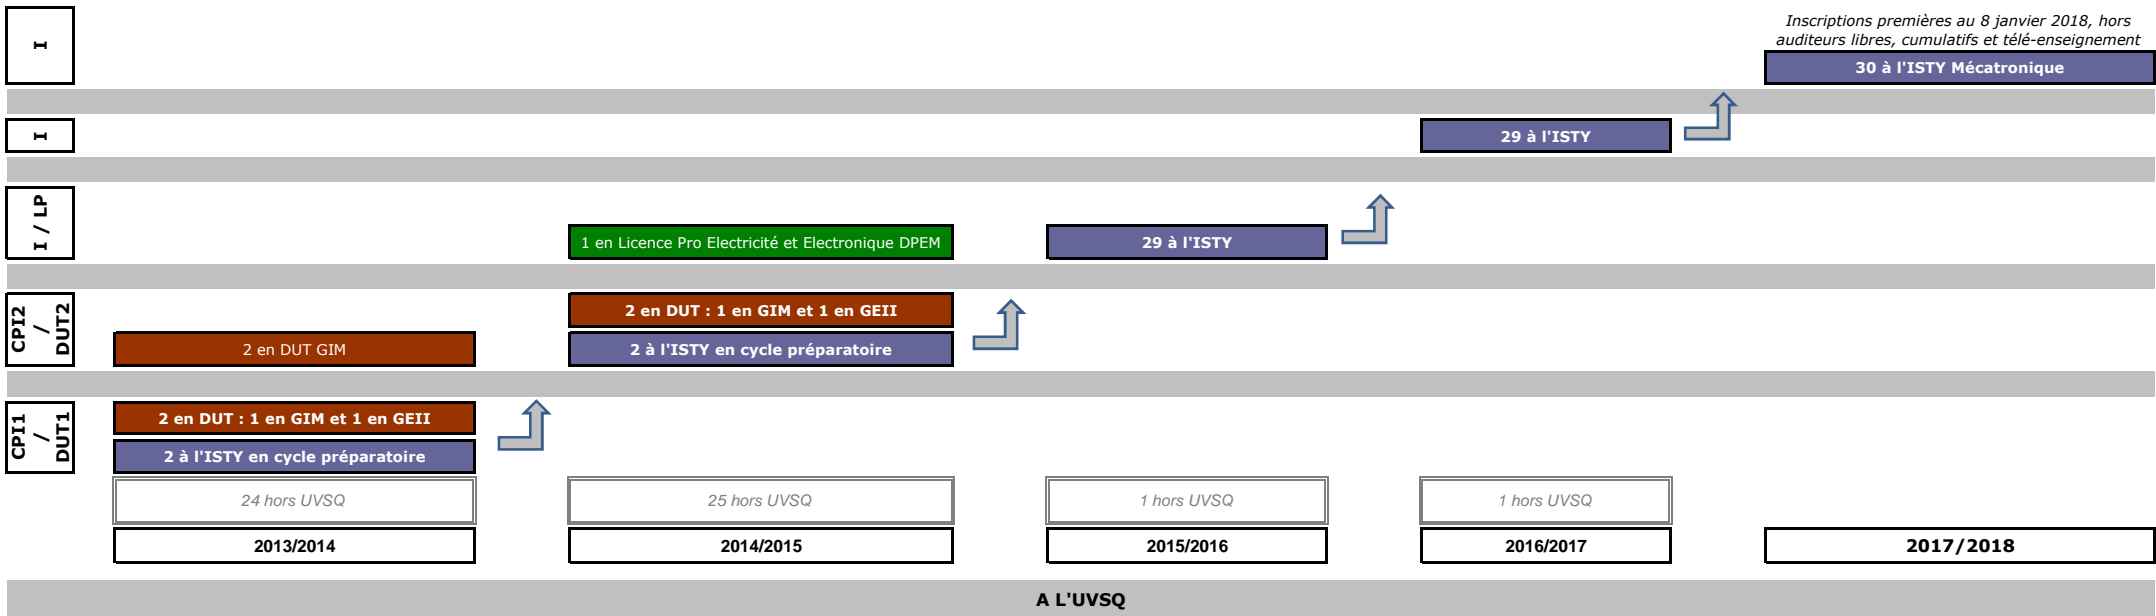 I
Inscriptions premières au 8 janvier 2018, hors
auditeurs libres, cumulatifs et télé-enseignement
30 à l'ISTY Mécatronique
I
29 à l'ISTY
I / LP
1 en Licence Pro Electricité et Electronique DPEM
29 à l'ISTY
CPI2
/
DUT2
2 en DUT : 1 en GIM et 1 en GEII
2 en DUT GIM
2 à l'ISTY en cycle préparatoire
CPI1
/
DUT1
2 en DUT : 1 en GIM et 1 en GEII
2 à l'ISTY en cycle préparatoire
24 hors UVSQ
25 hors UVSQ
1 hors UVSQ
1 hors UVSQ
2013/2014
2014/2015
2015/2016
2016/2017
2017/2018
A L'UVSQ